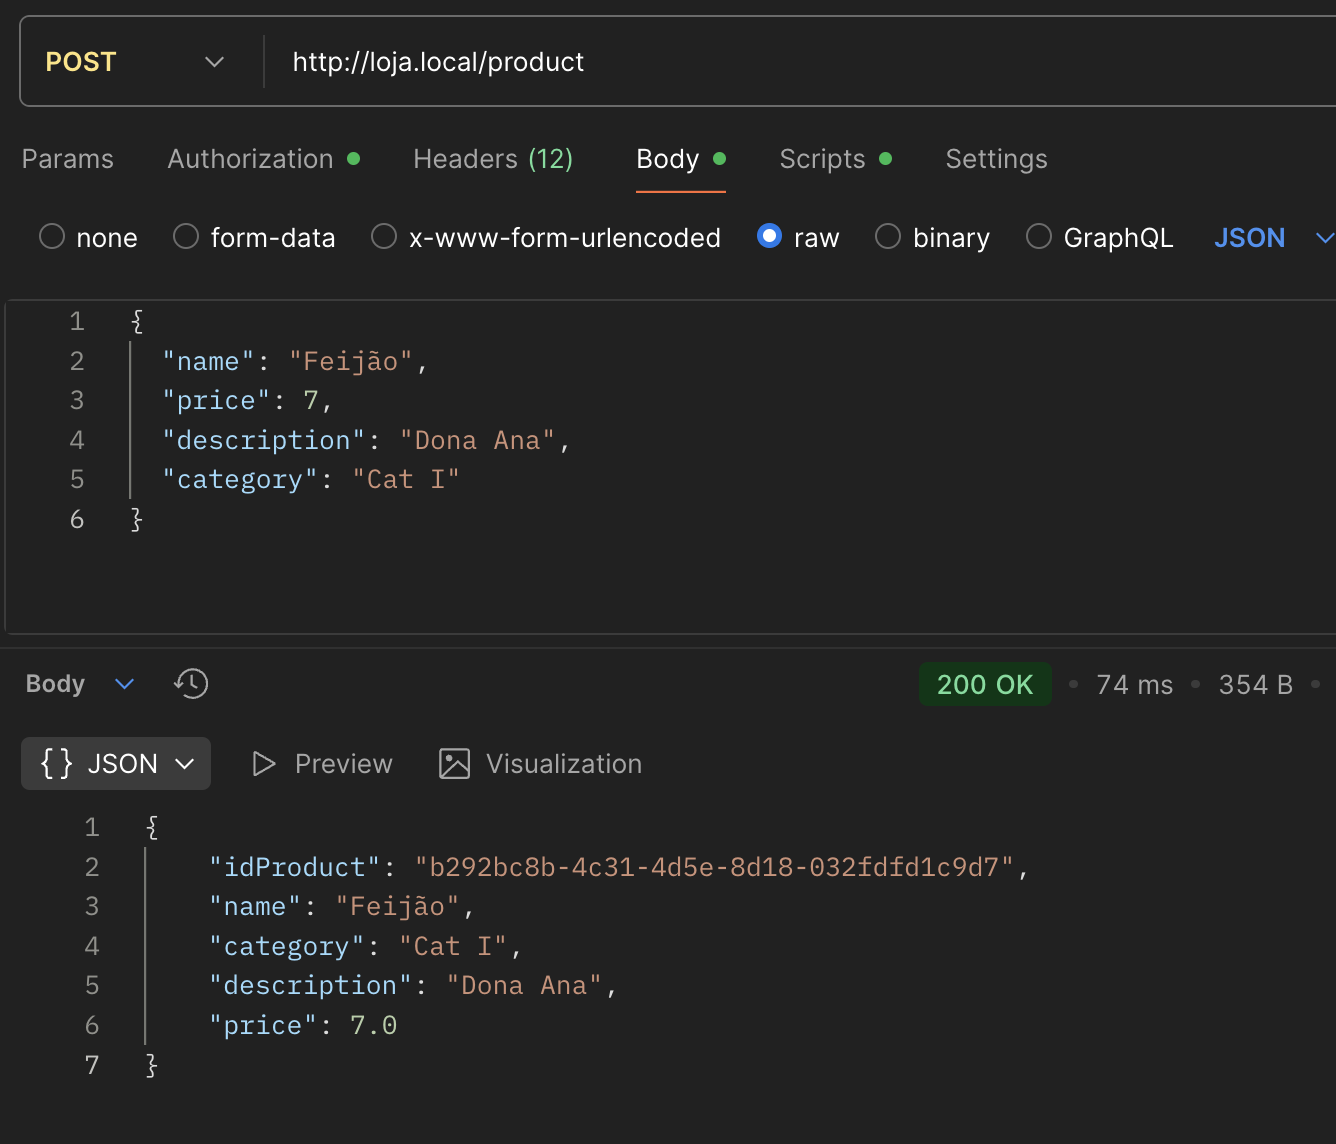 POST http://loja.local/product
Params Authorization Headers (12) Body Scripts Settings
none form-data x-www-form-urlencoded raw binary GraphQL JSON
1 {
2 "name": "Feijão",
3 "price": 7,
4 "description": "Dona Ana",
5 "category": "Cat I"
6 }
Body 200 OK • 74 ms • 354 B •
{} JSON Preview Visualization
1 {
2 "idProduct": "b292bc8b-4c31-4d5e-8d18-032fdfd1c9d7",
3 "name": "Feijão",
4 "category": "Cat I",
5 "description": "Dona Ana",
6 "price": 7.0
7 }